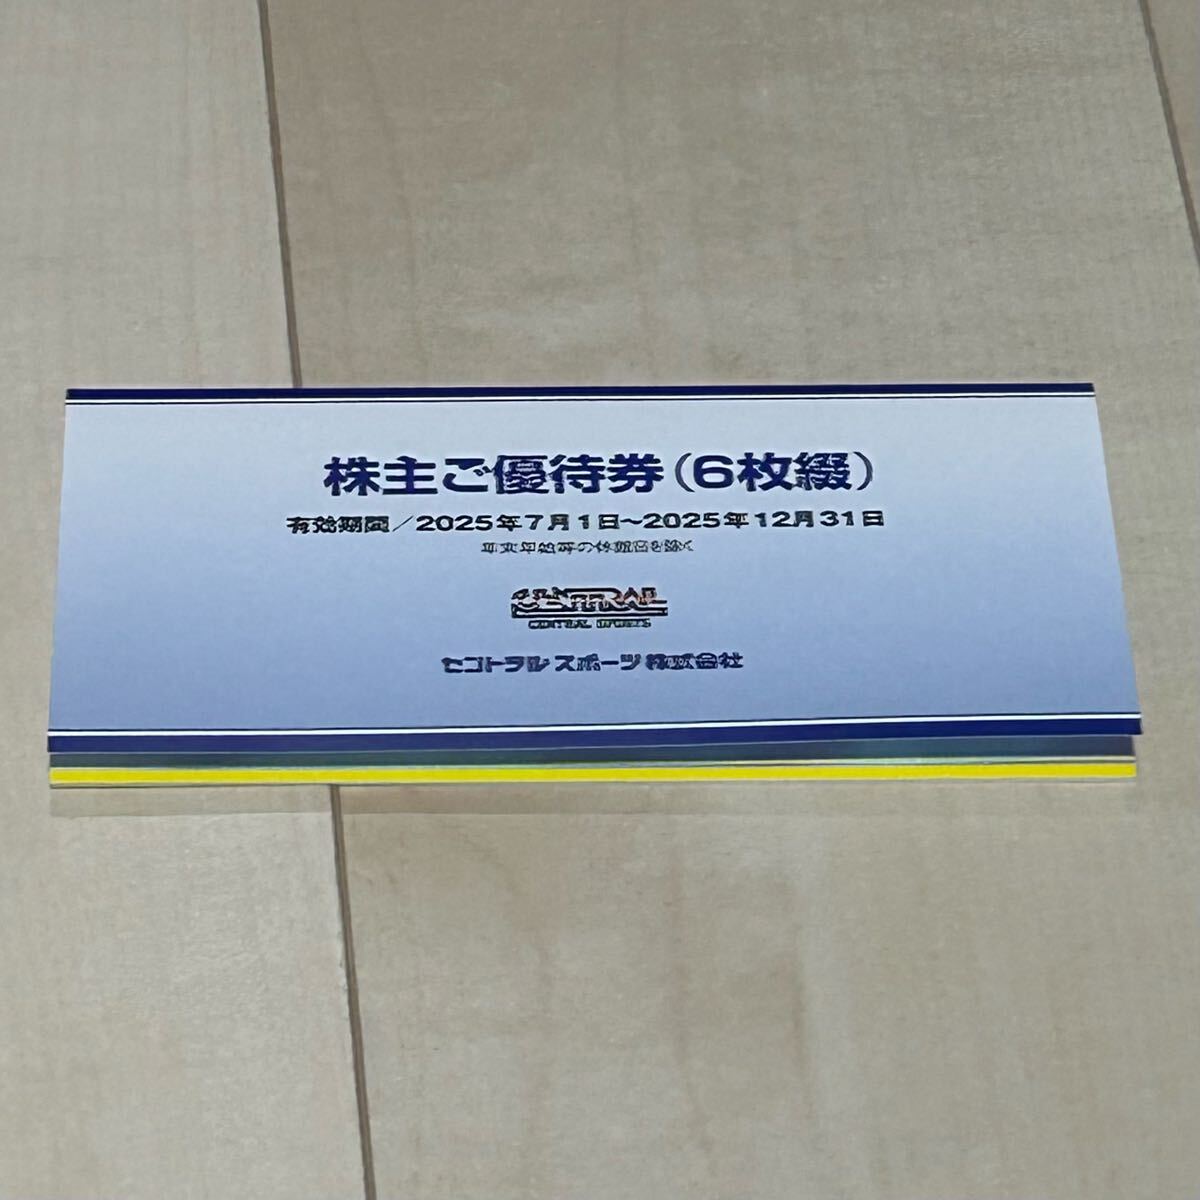 株主ご優待券（6枚綴）
有効期間／2025年7月1日～2025年12月31日
年末年始等の休館日を除く
CENTRAL
CENTRAL SPORTS
セントラルスポーツ株式会社